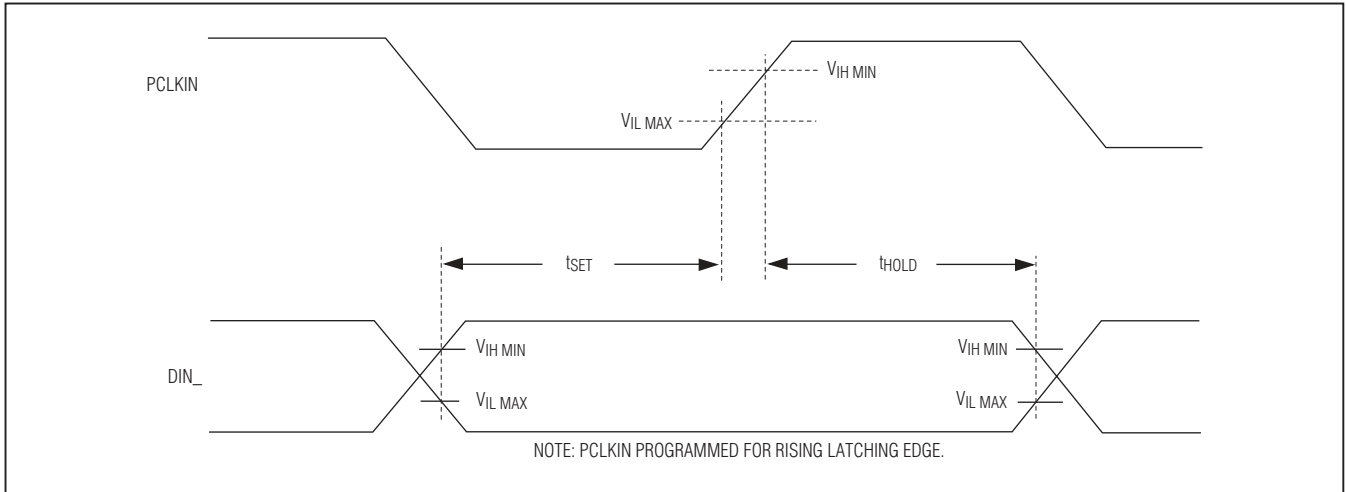 PCLKIN
VIH MIN
VIL MAX
tSET
tHOLD
DIN_
VIH MIN
VIH MIN
VIL MAX
VIL MAX
NOTE: PCLKIN PROGRAMMED FOR RISING LATCHING EDGE.